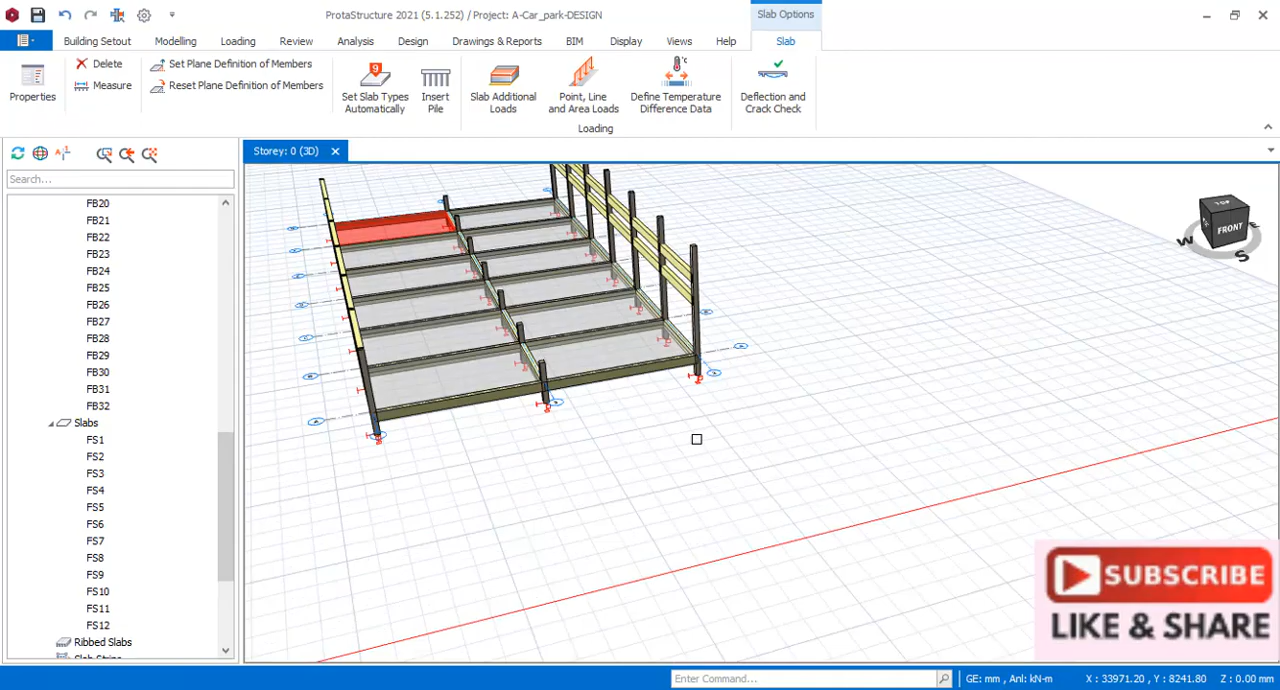 ProtaStructure 2021 (5.1.252) / Project: A-Car_park-DESIGN
Slab Options
Building Setout Modelling Loading Review Analysis Design Drawings & Reports BIM Display Views Help Slab
Properties
Delete
Measure
Set Plane Definition of Members
Reset Plane Definition of Members
9
Set Slab Types
Automatically
Insert
Pile
Slab Additional
Loads
Point, Line
and Area Loads
Define Temperature
Difference Data
Deflection and
Crack Check
Loading
Storey: 0 (3D)
Search...
FB20
FB21
FB22
FB23
FB24
FB25
FB26
FB27
FB28
FB29
FB30
FB31
FB32
Slabs
FS1
FS2
FS3
FS4
FS5
FS6
FS7
FS8
FS9
FS10
FS11
FS12
Ribbed Slabs
TOP
FRONT
W
E
S
SUBSCRIBE
LIKE & SHARE
Enter Command...
GE: mm, Anl: kN-m
X : 33971.20 , Y : 8241.80
Z : 0.00 mm